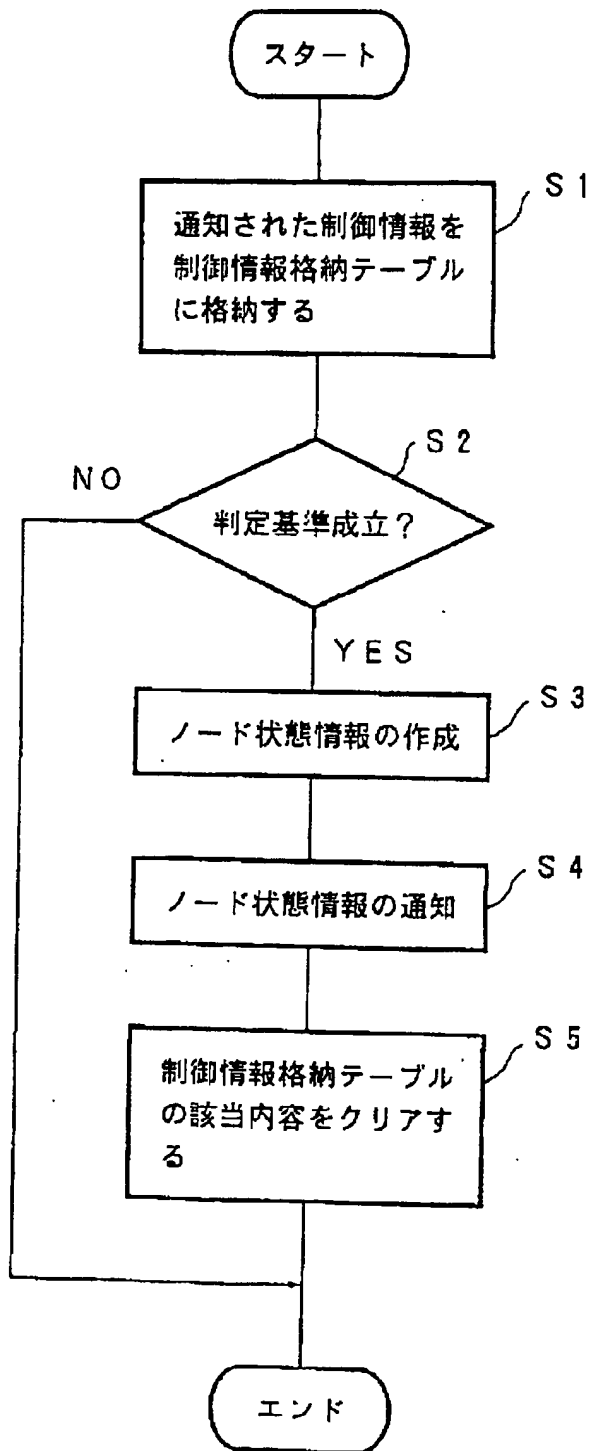 スタート
S1
通知された制御情報を
制御情報格納テーブル
に格納する
S2
NO
判定基準成立?
YES
S3
ノード状態情報の作成
S4
ノード状態情報の通知
S5
制御情報格納テーブル
の該当内容をクリアす
る
エンド